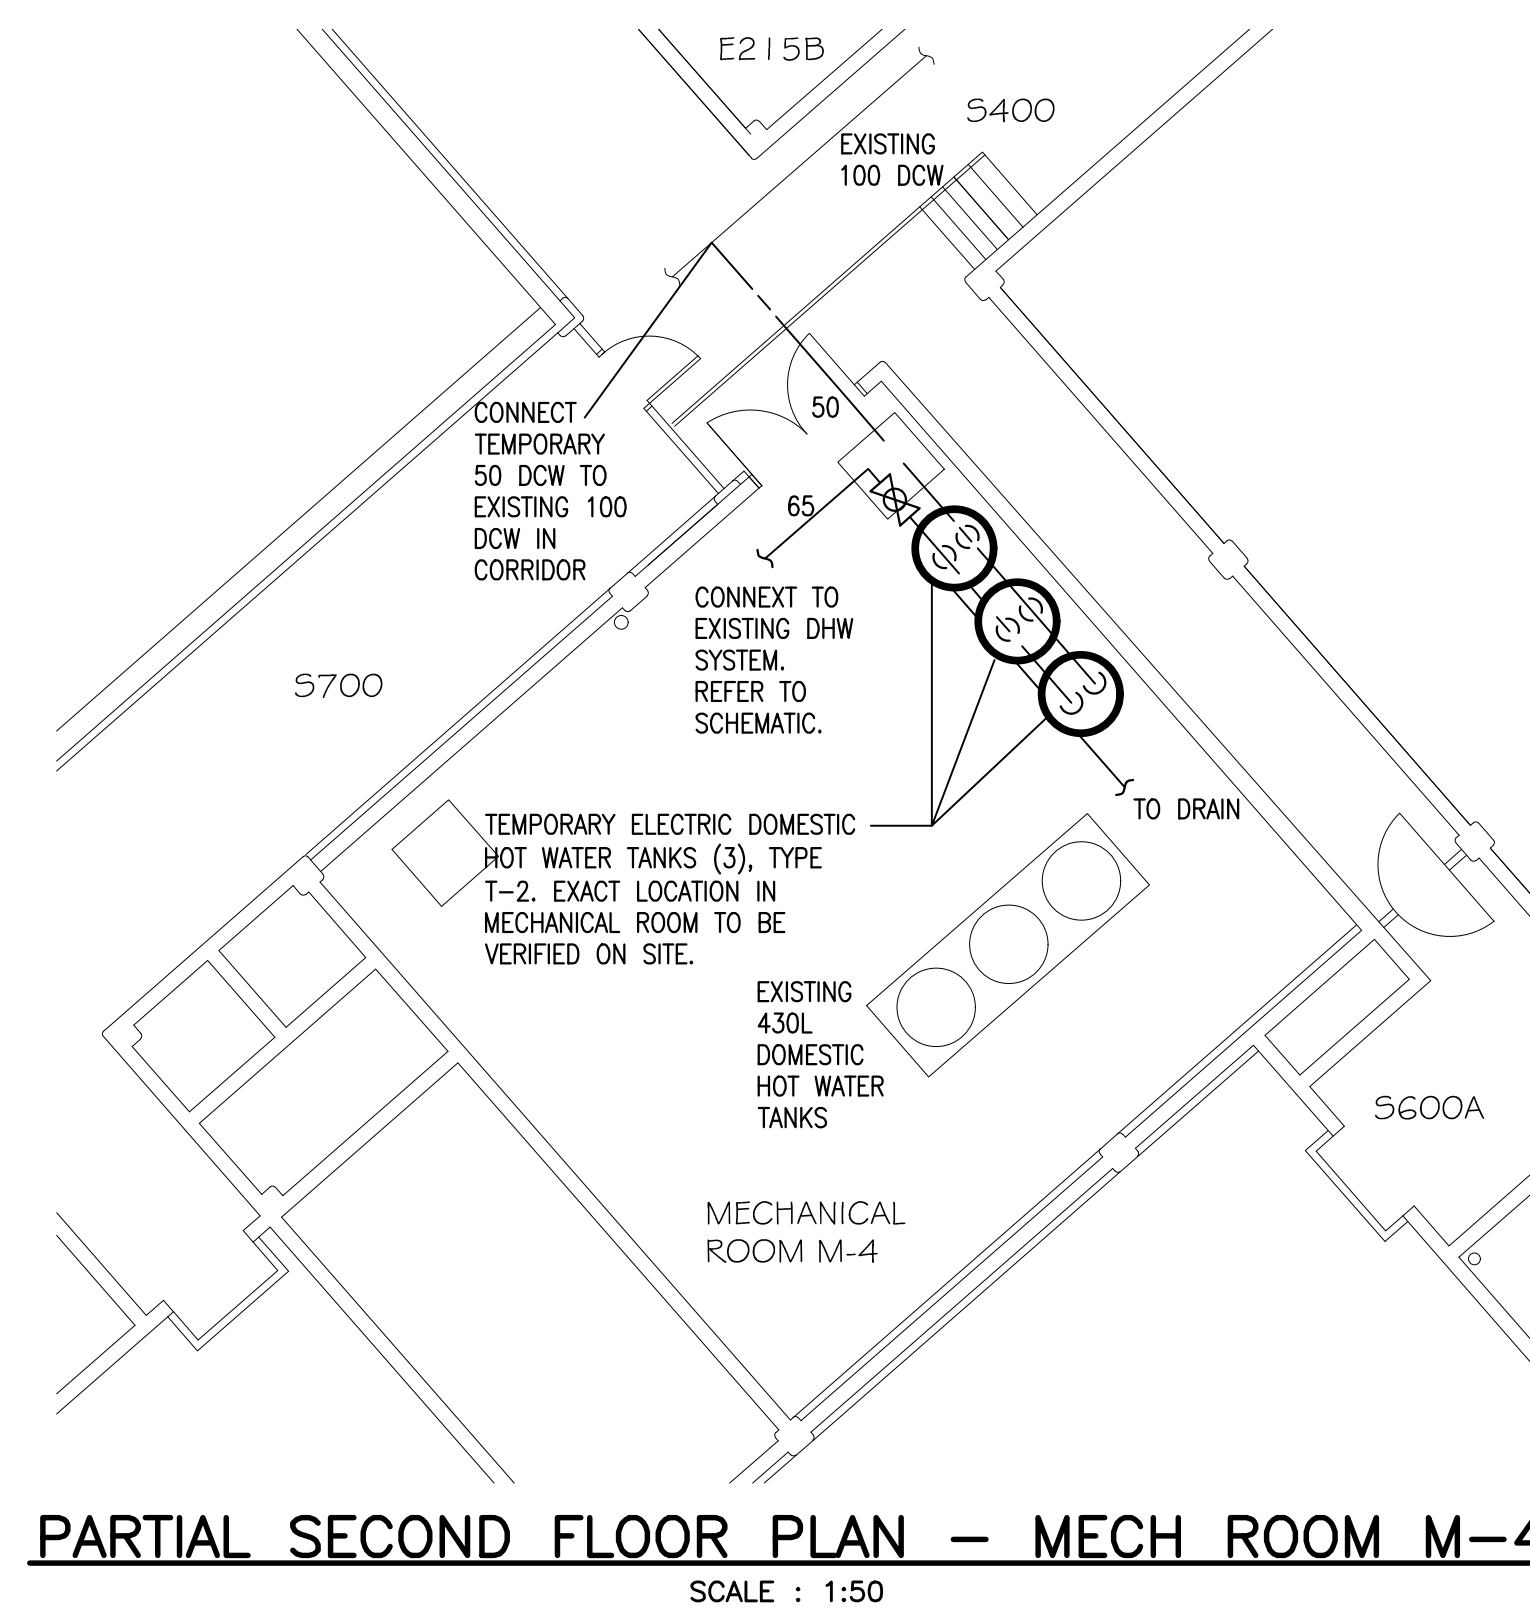 E215B
S400
EXISTING
100 DCW
50
CONNECT
TEMPORARY
50 DCW TO
EXISTING 100
DCW IN
CORRIDOR
65
CONNEXT TO
EXISTING DHW
SYSTEM.
REFER TO
SCHEMATIC.
S700
TO DRAIN
TEMPORARY ELECTRIC DOMESTIC
HOT WATER TANKS (3), TYPE
T-2. EXACT LOCATION IN
MECHANICAL ROOM TO BE
VERIFIED ON SITE.
EXISTING
430L
DOMESTIC
HOT WATER
TANKS
S600A
MECHANICAL
ROOM M-4
PARTIAL SECOND FLOOR PLAN - MECH ROOM M-4
SCALE : 1:50